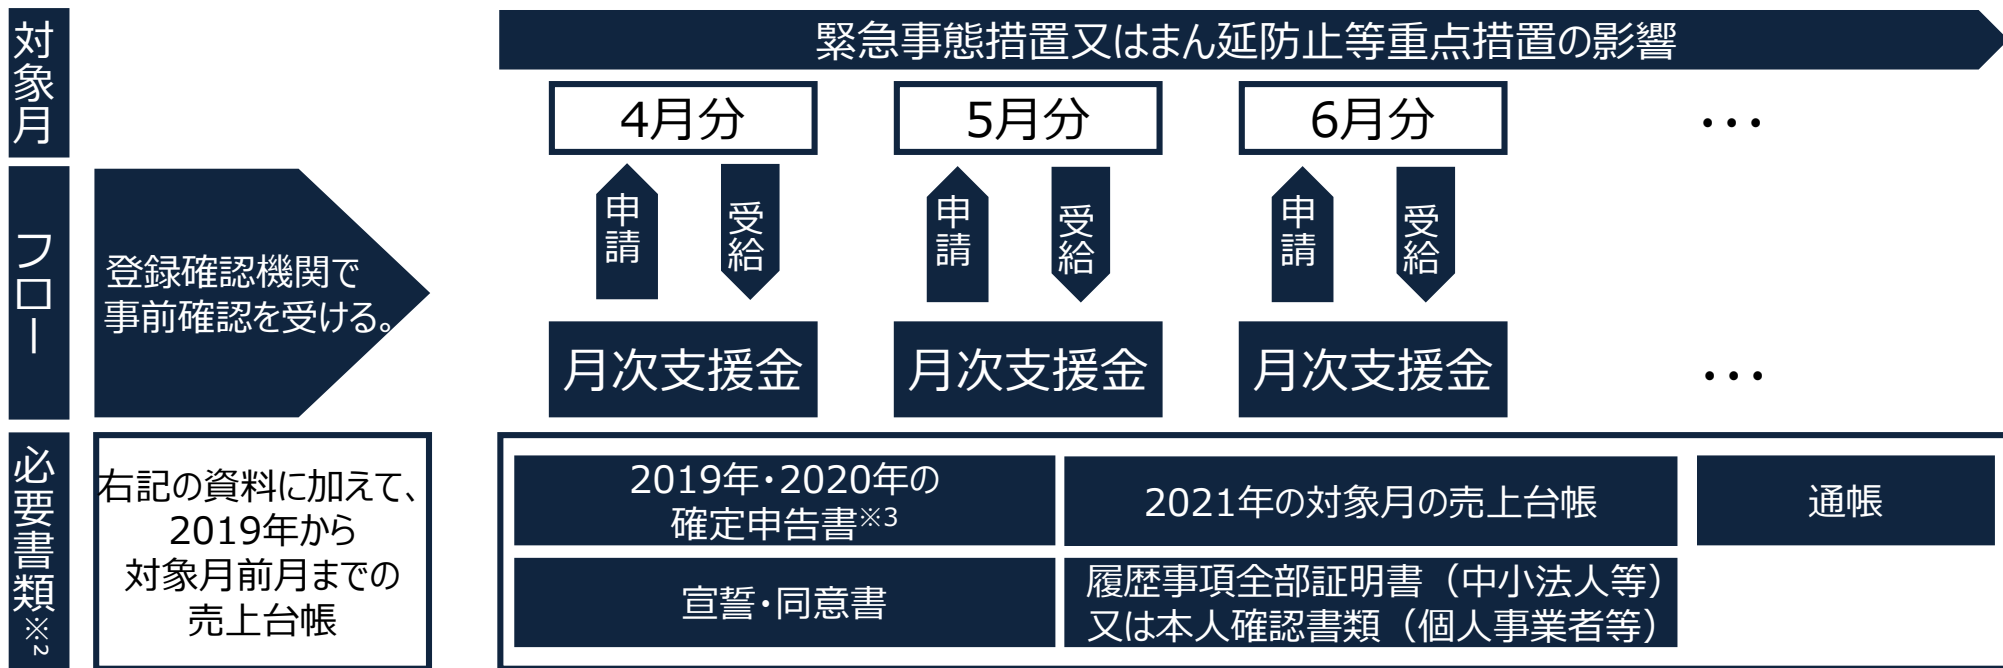 対象月
緊急事態措置又はまん延防止等重点措置の影響
4月分
5月分
6月分
・・・
フロー
登録確認機関で
事前確認を受ける。
申請
受給
申請
受給
申請
受給
月次支援金
月次支援金
月次支援金
・・・
必要書類※2
右記の資料に加えて、
2019年から
対象月前月までの
売上台帳
2019年・2020年の
確定申告書※3
2021年の対象月の売上台帳
通帳
宣誓・同意書
履歴事項全部証明書（中小法人等）
又は本人確認書類（個人事業者等）